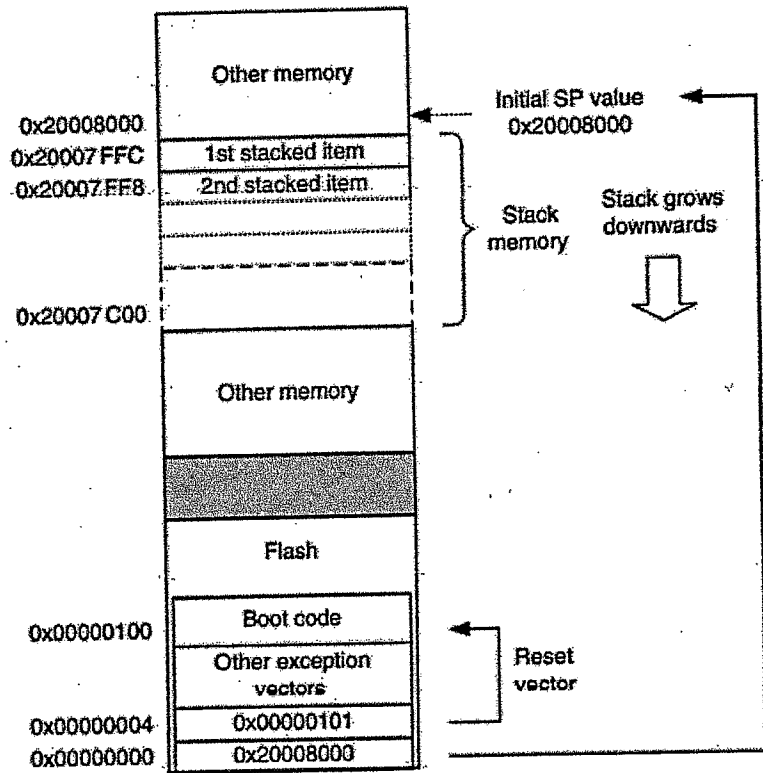 Other memory
Initial SP value
0x20008000
0x20008000
0x20007FFC
1st stacked item
0x20007FF8
2nd stacked item
Stack
memory
Stack grows
downwards
0x20007C00
Other memory
Flash
0x00000100
Boot code
Other exception
vectors
Reset
vector
0x00000004
0x00000101
0x00000000
0x20008000